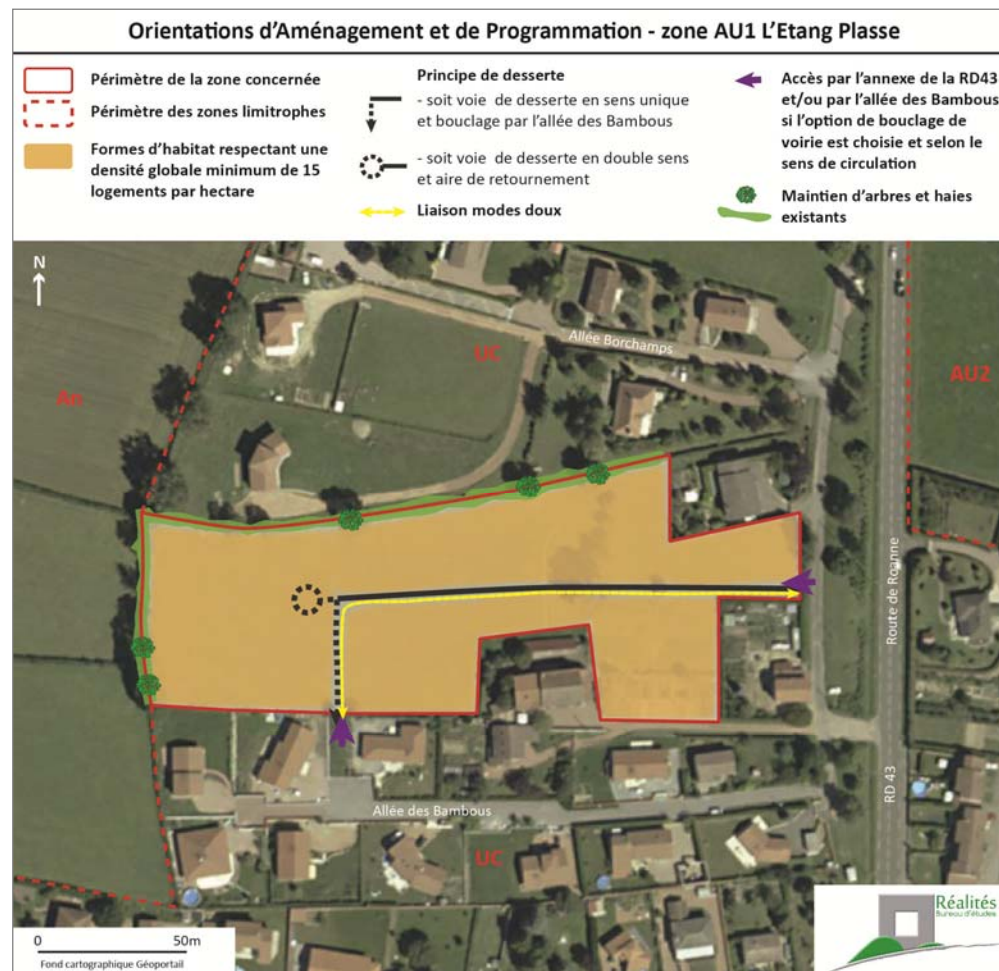 Orientations d’Aménagement et de Programmation - zone AU1 L’Etang Plasse
Périmètre de la zone concernée
Périmètre des zones limitrophes
Formes d’habitat respectant une
densité globale minimum de 15
logements par hectare
Principe de desserte
- soit voie de desserte en sens unique
et bouclage par l’allée des Bambous
- soit voie de desserte en double sens
et aire de retournement
Liaison modes doux
Accès par l’annexe de la RD43
et/ou par l’allée des Bambous
si l’option de bouclage de
voirie est choisie et selon le
sens de circulation
Maintien d’arbres et haies
existants
N
Allée Borchamps
UC
An
AU2
Route de Roanne
RD 43
Allée des Bambous
UC
0 50m
Fond cartographique Géoportail
Réalités
Bureau d'études